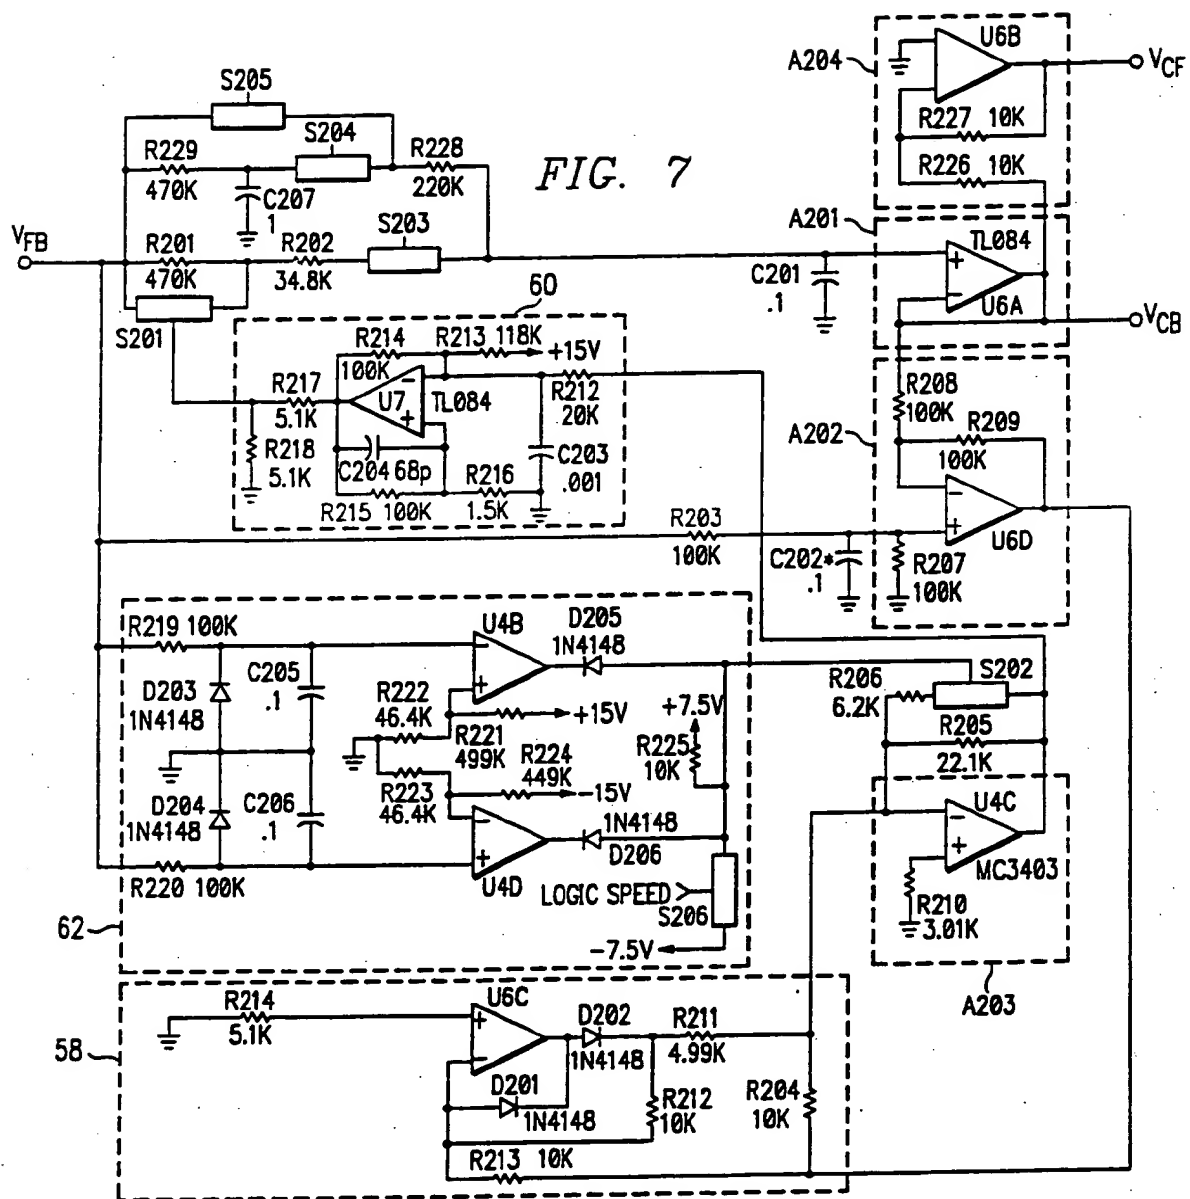 FIG. 7
U6B
A204
VCF
R227 10K
R226 10K
S205
S204
R229
470K
R228
220K
C207
1
VFB
R201
470K
R202
34.8K
S203
S201
A201
TL084
U6A
C201
.1
VCB
60
R214
100K
R213 118K
+15V
R217
5.1K
U7
TL084
R212
20K
R218
5.1K
C204 68p
C203
.001
R216
1.5K
R215 100K
R208
100K
R209
100K
A202
U6D
R203
100K
C202*
.1
R207
100K
R219 100K
U4B
D205
1N4148
C205
.1
D203
1N4148
R222
46.4K
+15V
R221
499K
R224
449K
-15V
R223
46.4K
+7.5V
R225
10K
D204
1N4148
C206
.1
1N4148
D206
U4D
R220 100K
LOGIC SPEED
S206
-7.5V
62
S202
R206
6.2K
R205
22.1K
U4C
MC3403
R210
3.01K
A203
58
R214
5.1K
U6C
D202
1N4148
R211
4.99K
D201
1N4148
R212
10K
R204
10K
R213 10K